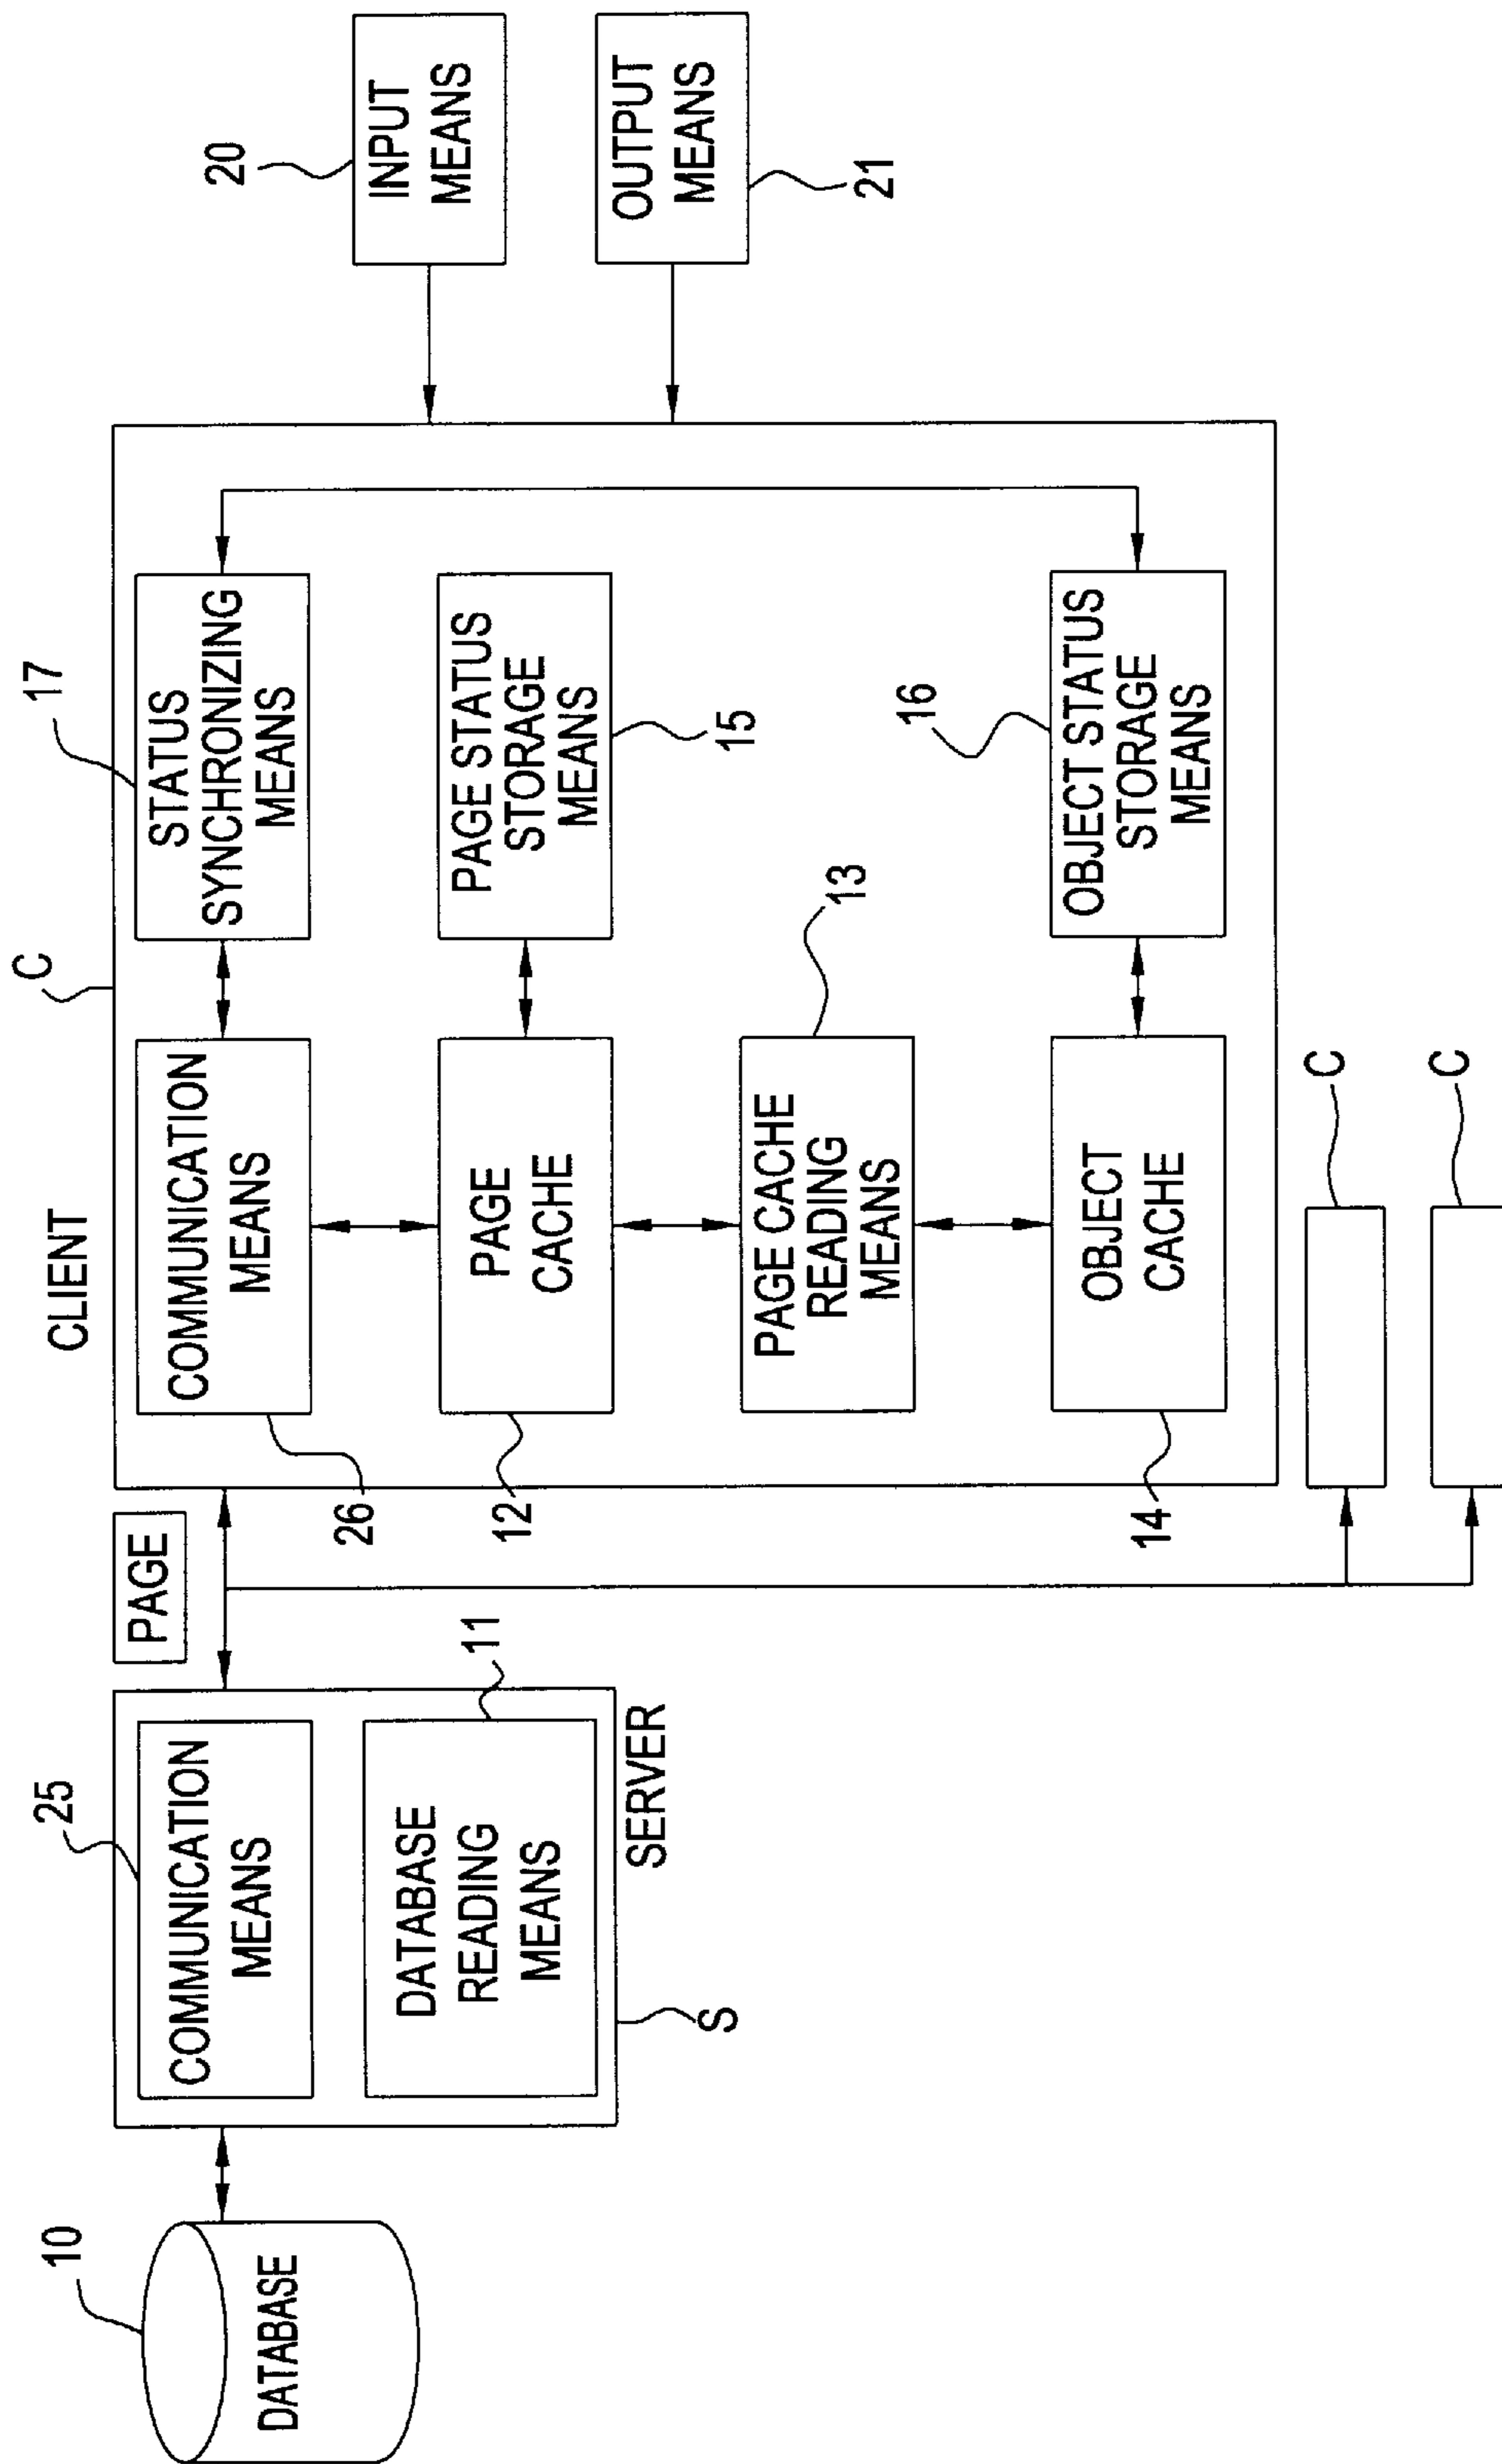 10
DATABASE
25
COMMUNICATION
MEANS
DATABASE
READING
MEANS
11
SERVER
S
PAGE
CLIENT
C
COMMUNICATION
MEANS
26
STATUS
SYNCHRONIZING
MEANS
17
PAGE
CACHE
12
PAGE STATUS
STORAGE
MEANS
15
PAGE CACHE
READING
MEANS
13
OBJECT
CACHE
14
OBJECT STATUS
STORAGE
MEANS
16
20
INPUT
MEANS
OUTPUT
MEANS
21
C
C